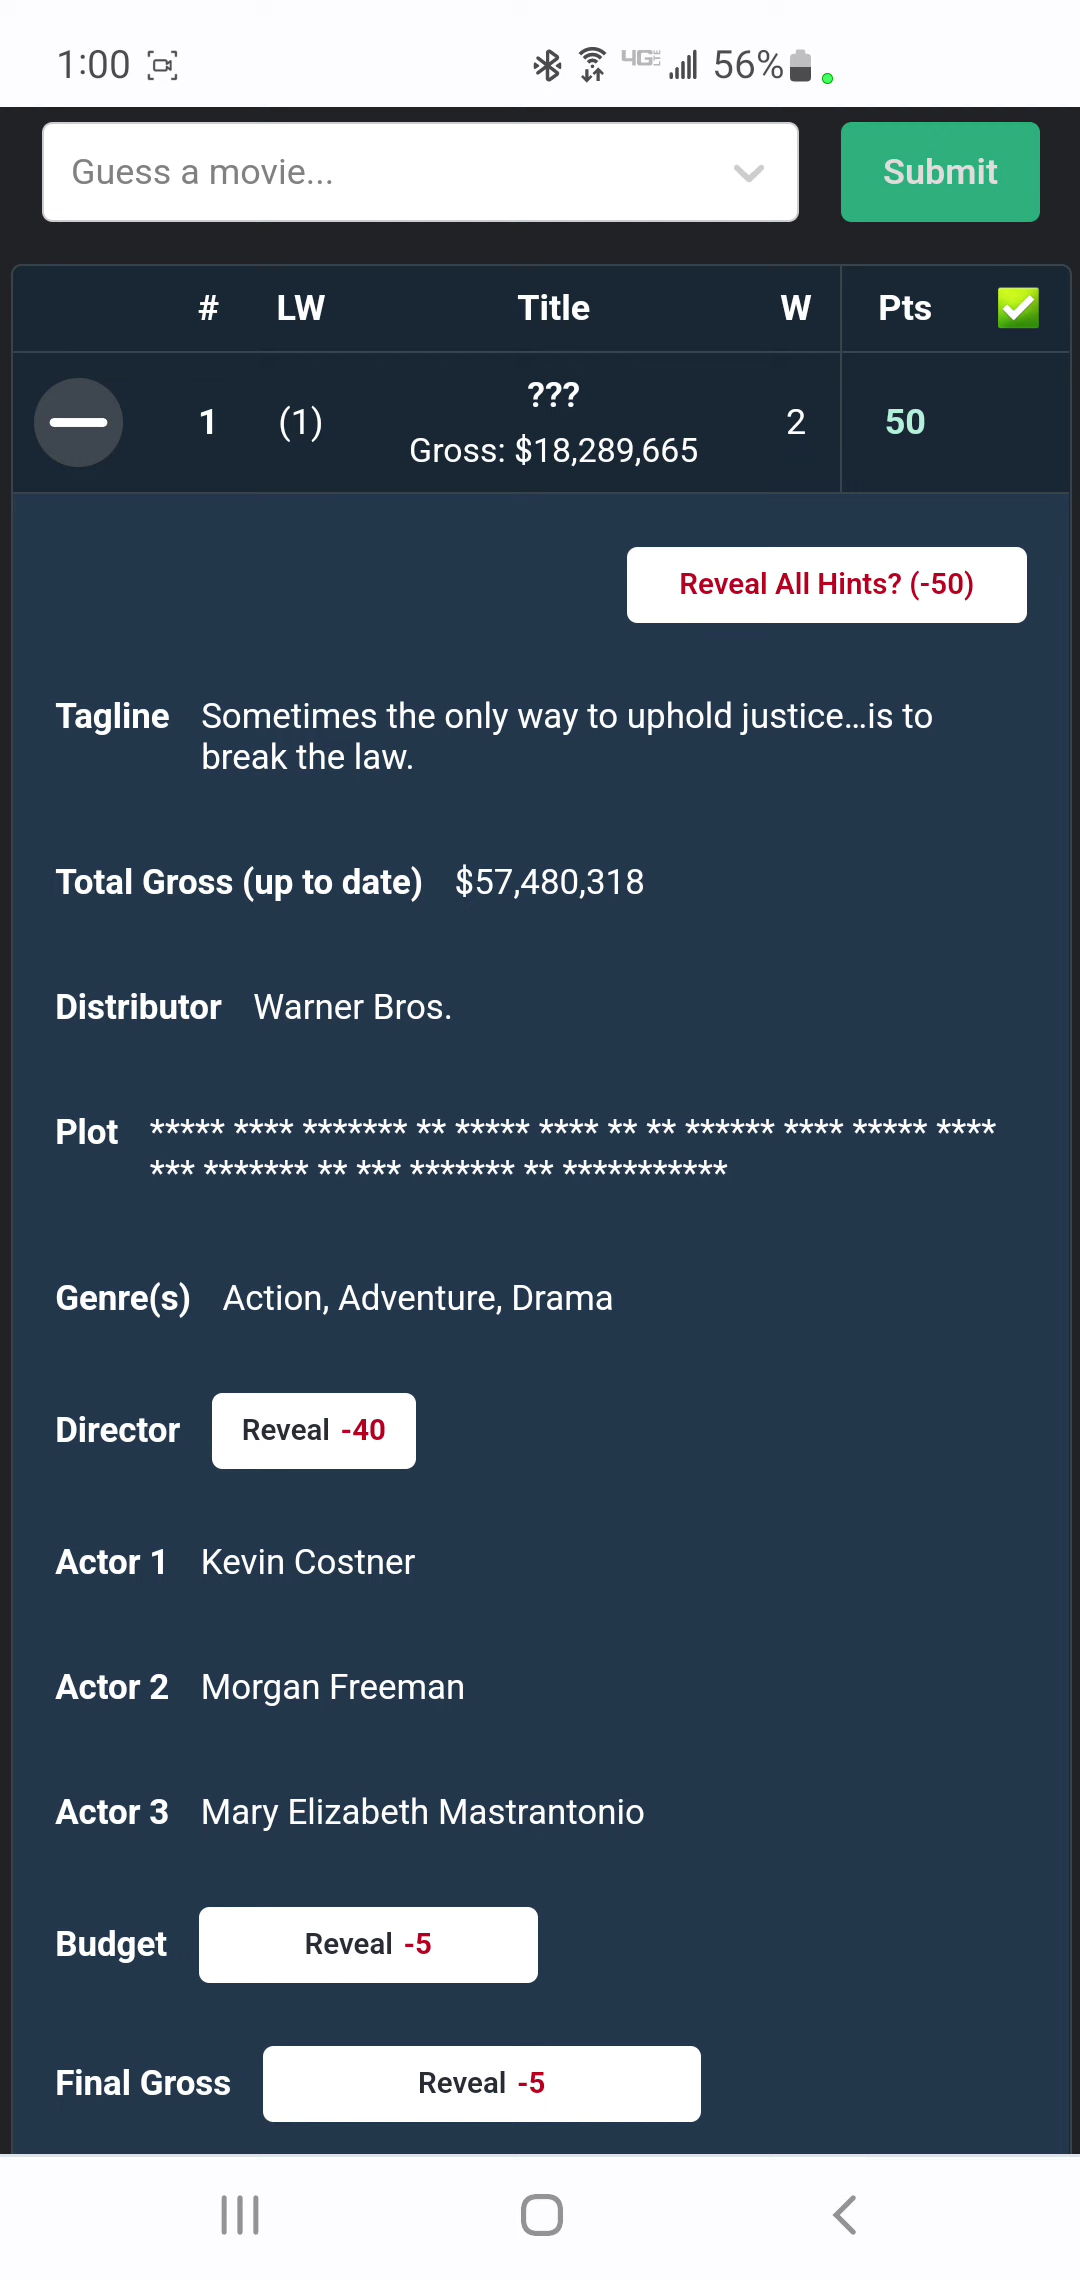 1:00 4G LTE 56%
Guess a movie... Submit
# LW Title W Pts
1 (1) ??? 2 50
Gross: $18,289,665
Reveal All Hints? (-50)
Tagline Sometimes the only way to uphold justice...is to
break the law.
Total Gross (up to date) $57,480,318
Distributor Warner Bros.
Plot ***** **** ******* ** ***** **** ** ** ****** **** ***** ****
*** ******* ** *** ******* ** ***********
Genre(s) Action, Adventure, Drama
Director Reveal -40
Actor 1 Kevin Costner
Actor 2 Morgan Freeman
Actor 3 Mary Elizabeth Mastrantonio
Budget Reveal -5
Final Gross Reveal -5